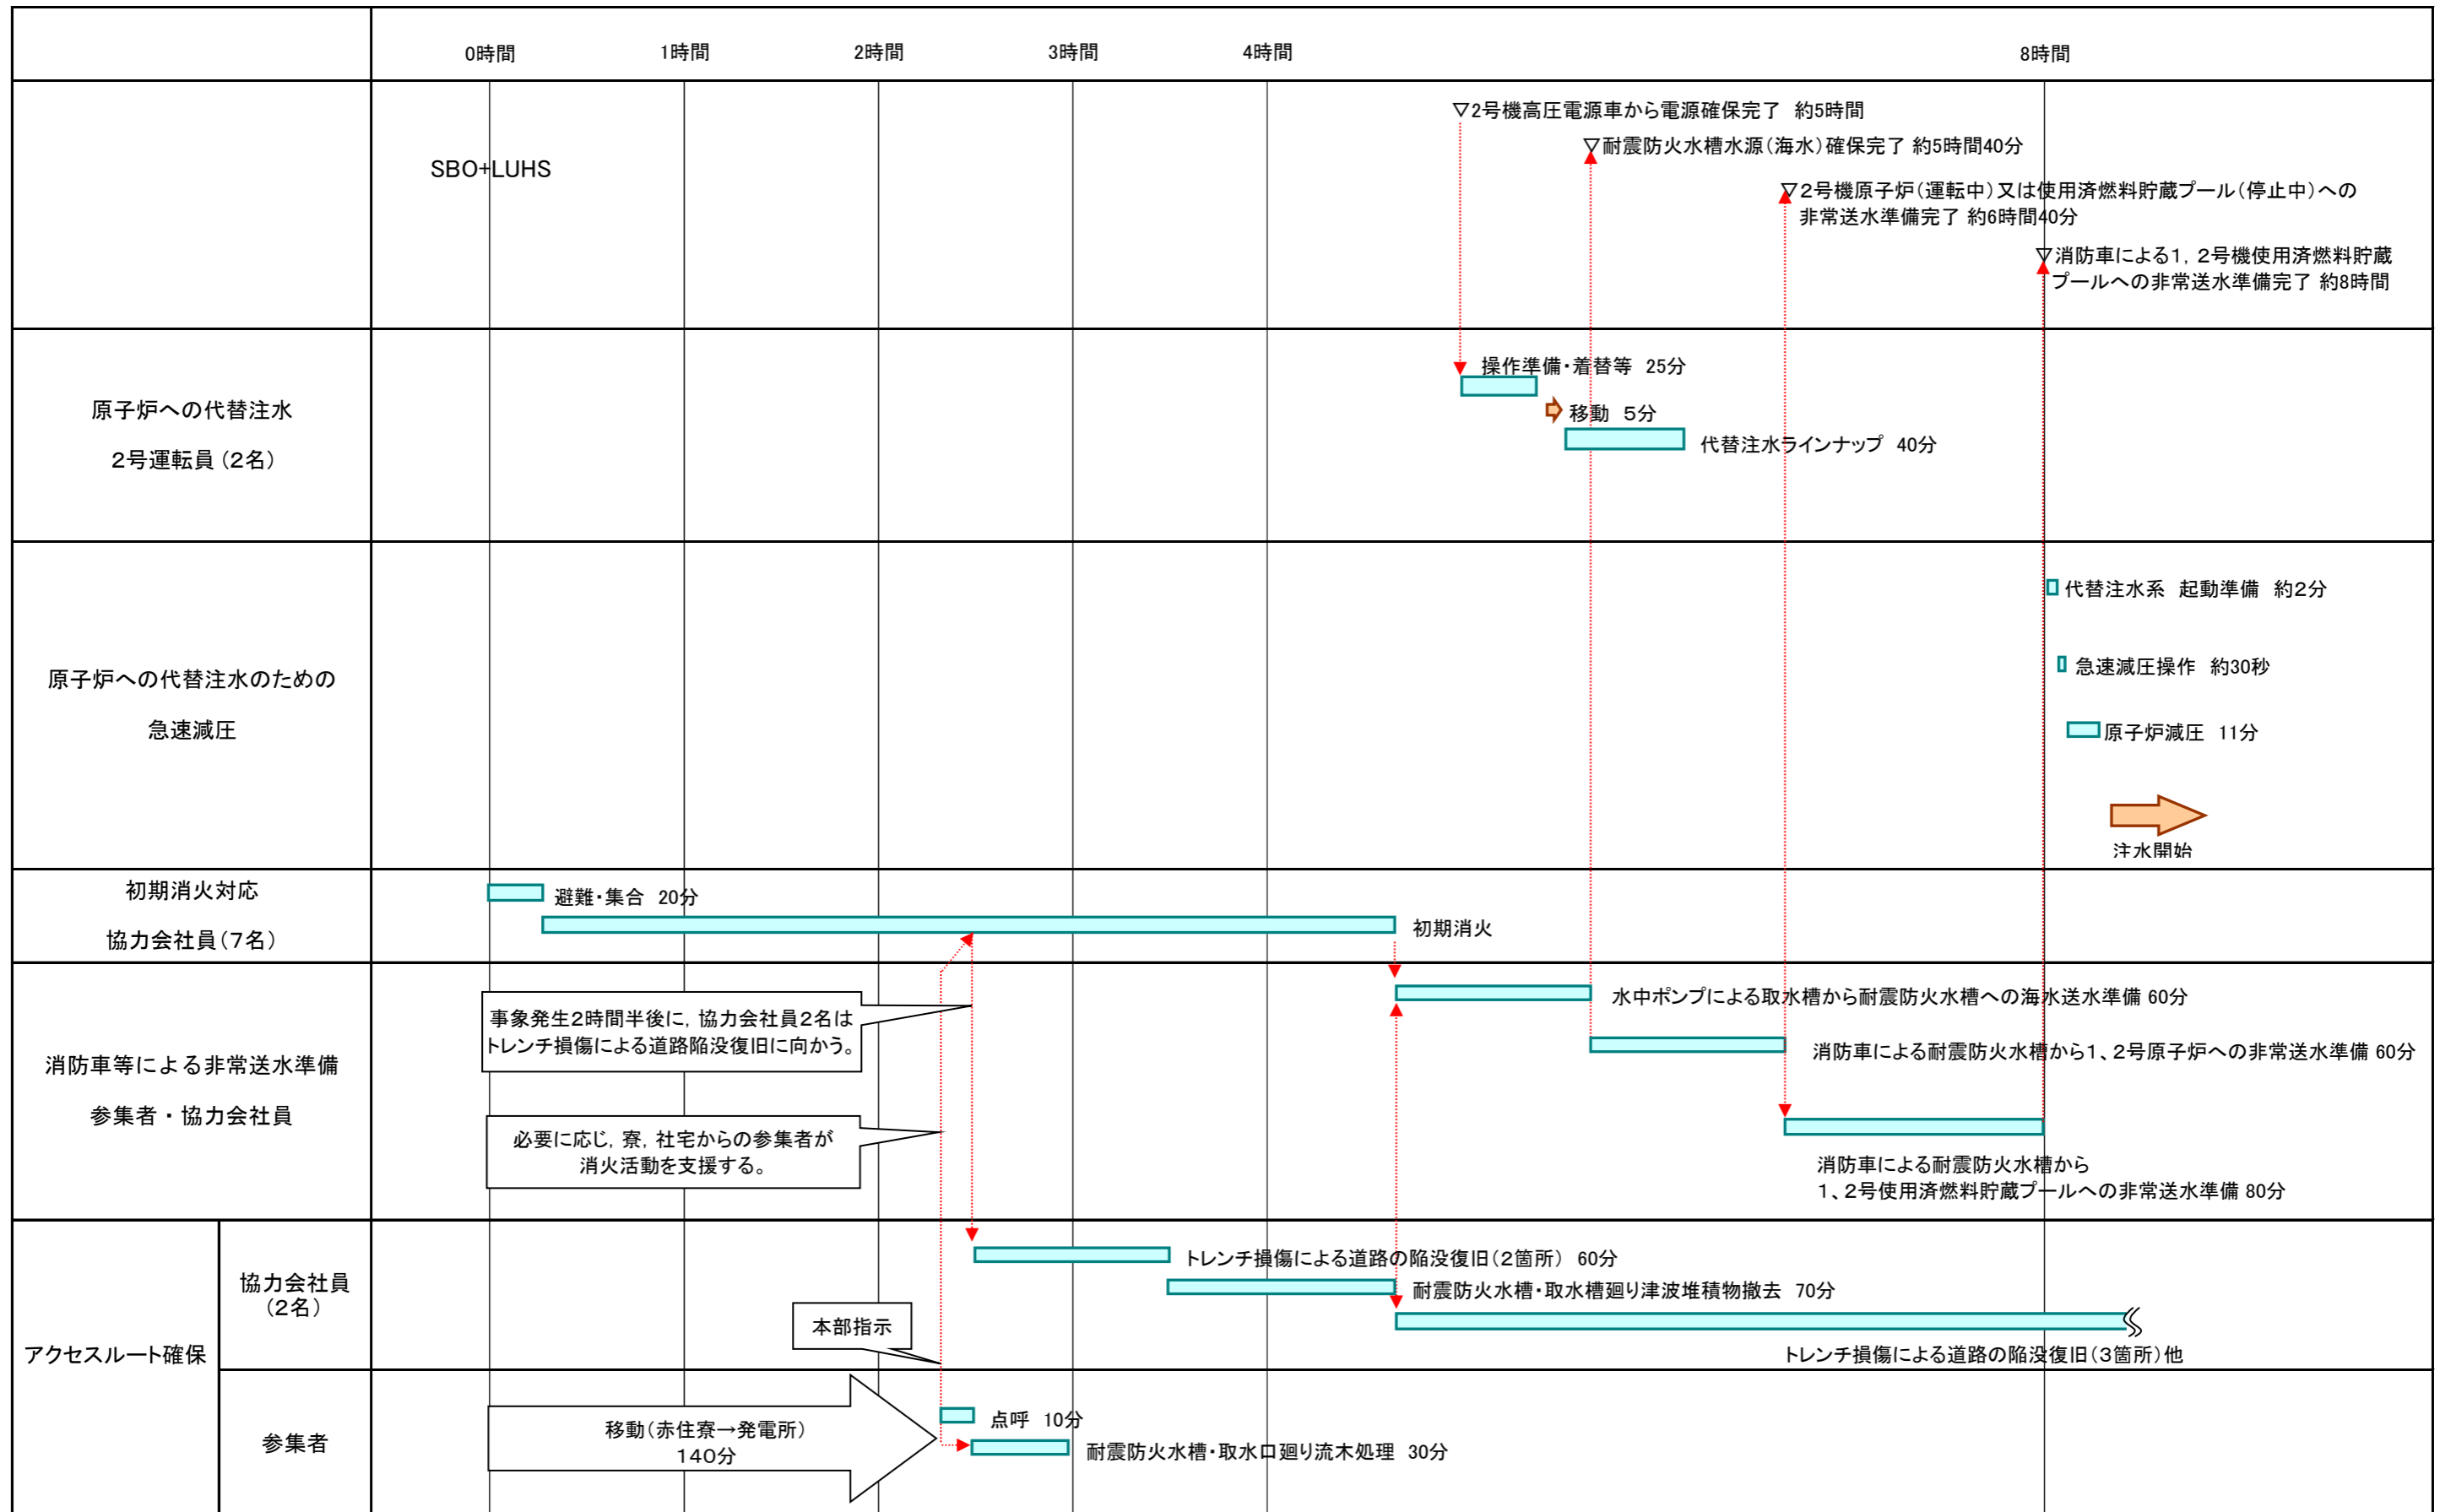 0時間
1時間
2時間
3時間
4時間
8時間
SBO+LUHS
▽2号機高圧電源車から電源確保完了 約5時間
▽耐震防火水槽水源(海水)確保完了 約5時間40分
▽2号機原子炉(運転中)又は使用済燃料貯蔵プール(停止中)への
非常送水準備完了 約6時間40分
▽消防車による1,2号機使用済燃料貯蔵
プールへの非常送水準備完了 約8時間
原子炉への代替注水
2号運転員(2名)
操作準備・着替等 25分
移動 5分
代替注水ラインナップ 40分
原子炉への代替注水のための
急速減圧
代替注水系 起動準備 約2分
急速減圧操作 約30秒
原子炉減圧 11分
注水開始
初期消火対応
協力会社員(7名)
避難・集合 20分
初期消火
消防車等による非常送水準備
参集者・協力会社員
事象発生2時間半後に,協力会社員2名は
トレンチ損傷による道路陥没復旧に向かう。
必要に応じ,寮,社宅からの参集者が
消火活動を支援する。
水中ポンプによる取水槽から耐震防火水槽への海水送水準備 60分
消防車による耐震防火水槽から1、2号原子炉への非常送水準備 60分
消防車による耐震防火水槽から
1、2号使用済燃料貯蔵プールへの非常送水準備 80分
アクセスルート確保
協力会社員
(2名)
トレンチ損傷による道路の陥没復旧(2箇所) 60分
耐震防火水槽・取水槽廻り津波堆積物撤去 70分
トレンチ損傷による道路の陥没復旧(3箇所)他
本部指示
参集者
移動(赤住寮→発電所)
140分
点呼 10分
耐震防火水槽・取水口廻り流木処理 30分